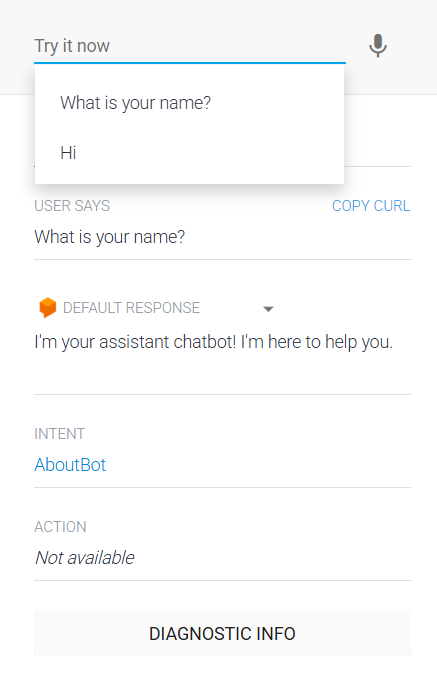 Try it now
What is your name?
Hi
USER SAYS COPY CURL
What is your name?
DEFAULT RESPONSE
I'm your assistant chatbot! I'm here to help you.
INTENT
AboutBot
ACTION
Not available
DIAGNOSTIC INFO